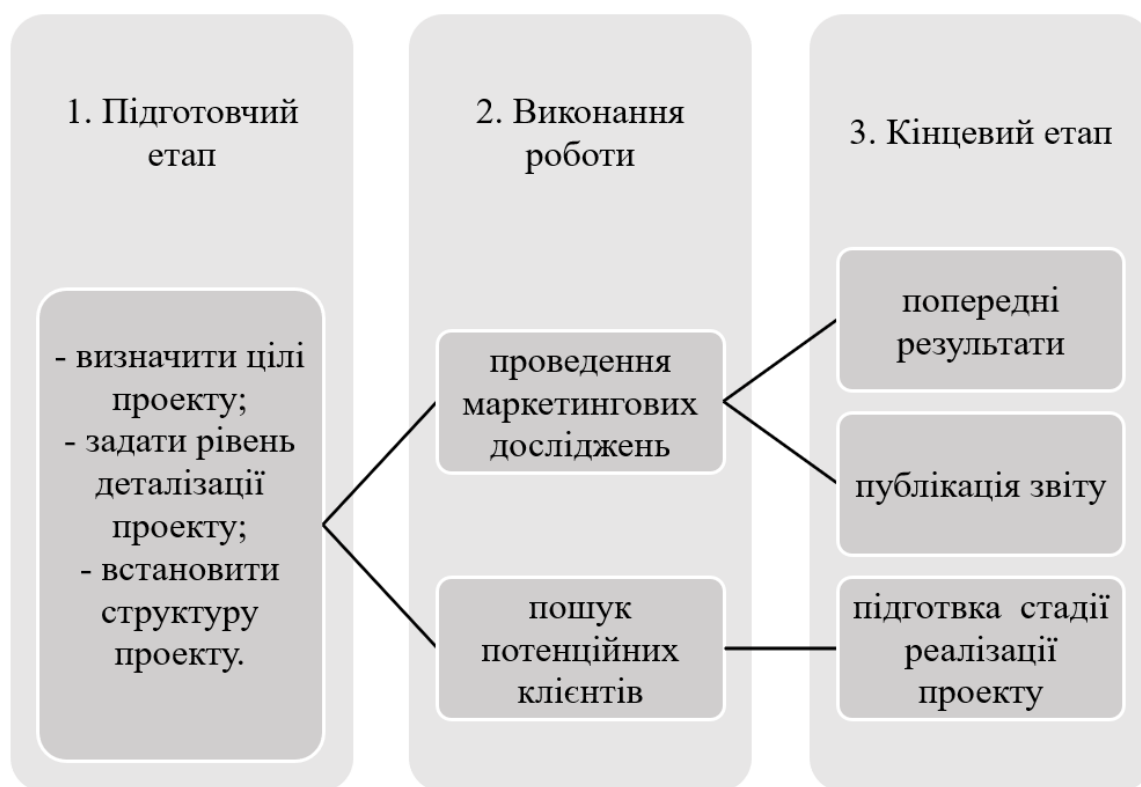 1. Підготовчий
етап
- визначити цілі
проекту;
- задати рівень
деталізації
проекту;
- встановити
структуру
проекту.
2. Виконання
роботи
проведення
маркетингових
досліджень
пошук
потенційних
клієнтів
3. Кінцевий етап
попередні
результати
публікація звіту
підготвка стадії
реалізації
проекту